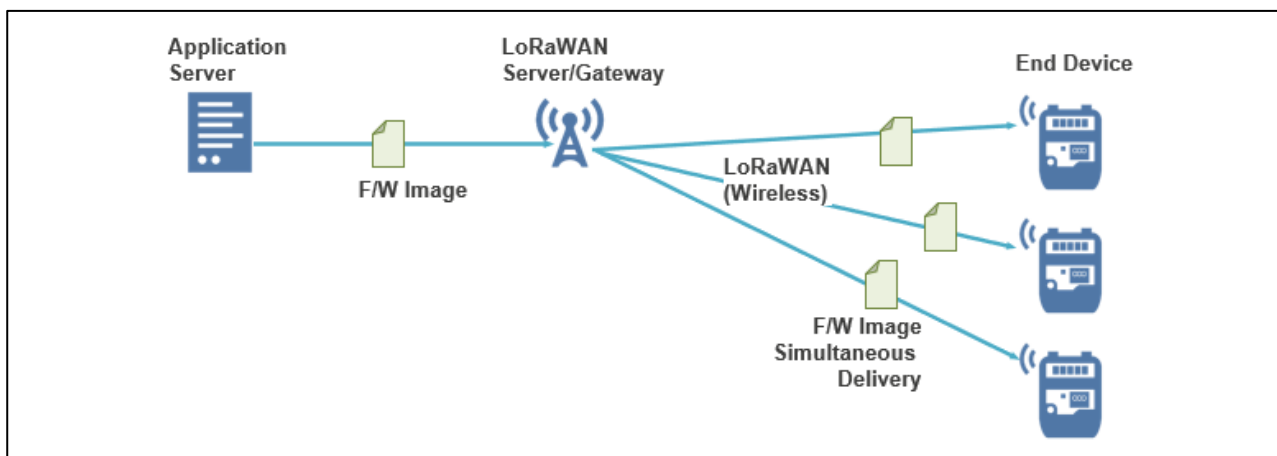 Application
Server
LoRaWAN
Server/Gateway
End Device
F/W Image
LoRaWAN
(Wireless)
F/W Image
Simultaneous
Delivery